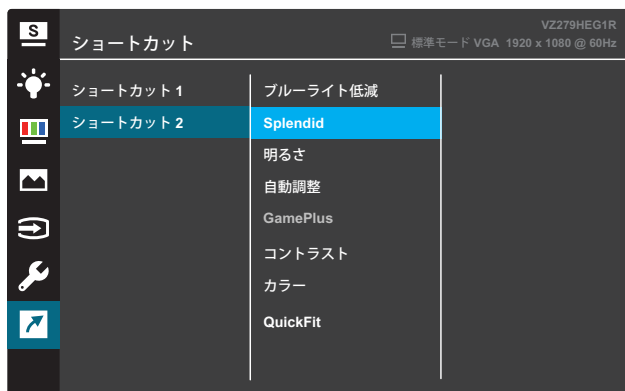 S
VZ279HEG1R
ショートカット
標準モード VGA 1920 x 1080 @ 60Hz
ショートカット 1
ショートカット 2
ブルーライト低減
Splendid
明るさ
自動調整
GamePlus
コントラスト
カラー
QuickFit